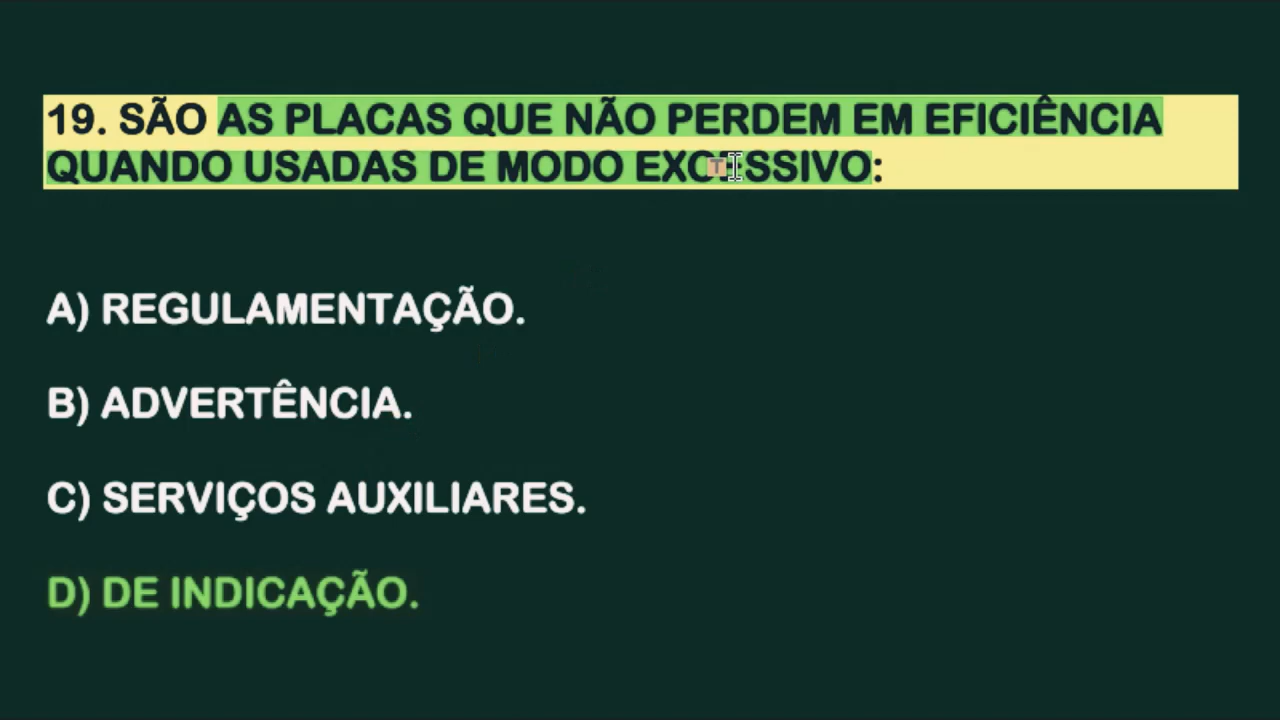 19. SÃO AS PLACAS QUE NÃO PERDEM EM EFICIÊNCIA
QUANDO USADAS DE MODO EXCESSIVO:
A) REGULAMENTAÇÃO.
B) ADVERTÊNCIA.
C) SERVIÇOS AUXILIARES.
D) DE INDICAÇÃO.